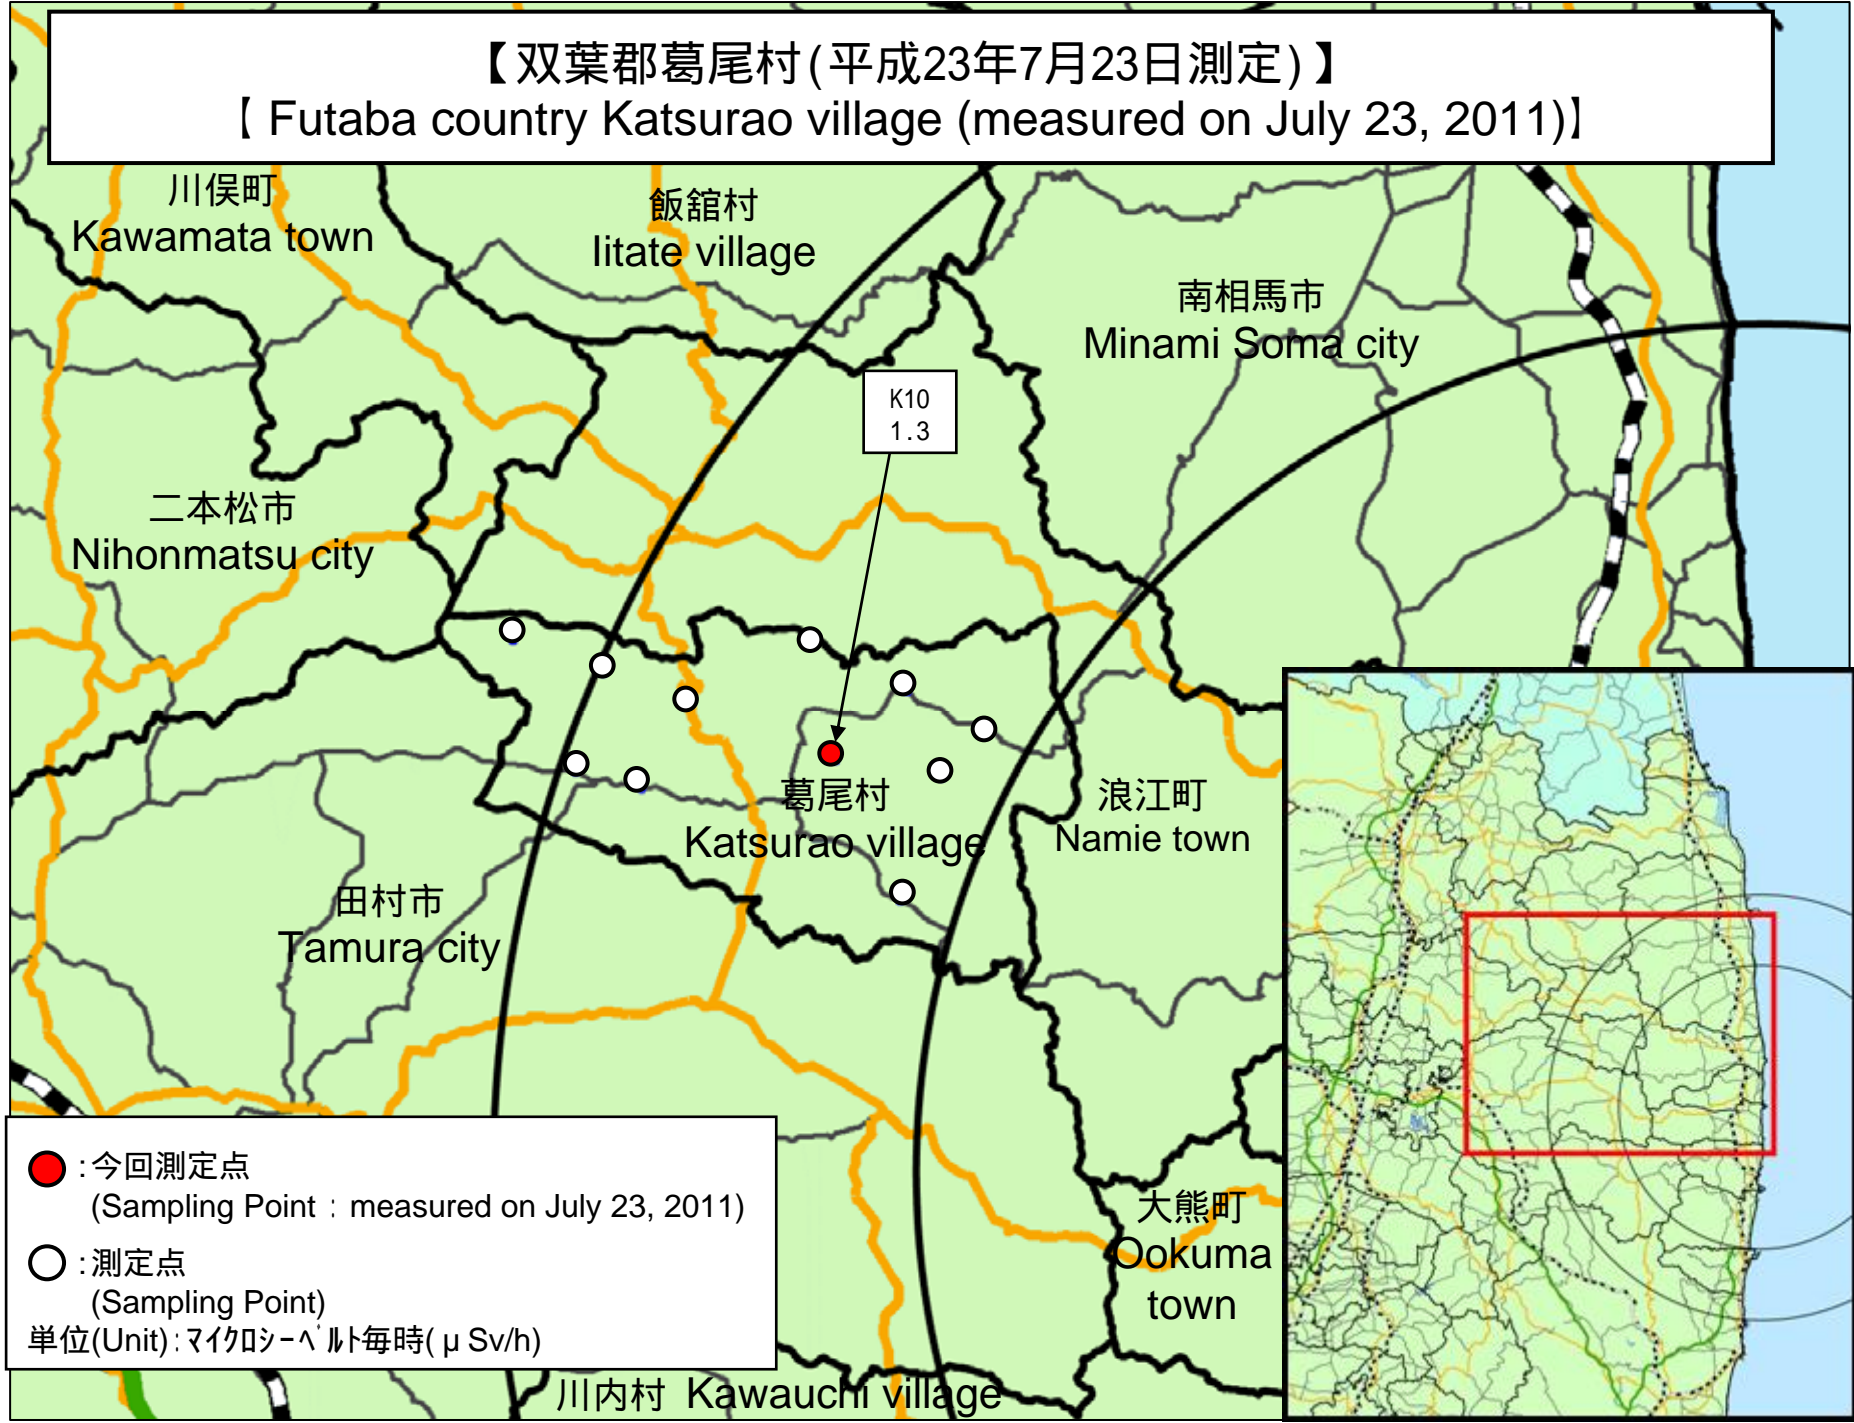 【双葉郡葛尾村(平成23年7月23日測定)】
【 Futaba country Katsurao village (measured on July 23, 2011)】
川俣町
Kawamata town
飯舘村
Iitate village
南相馬市
Minami Soma city
K10
1.3
二本松市
Nihonmatsu city
葛尾村
Katsurao village
浪江町
Namie town
田村市
Tamura city
大熊町
Ookuma
town
川内村 Kawauchi village
:今回測定点
(Sampling Point : measured on July 23, 2011)
:測定点
(Sampling Point)
単位(Unit):マイクロシーベルト毎時(μSv/h)